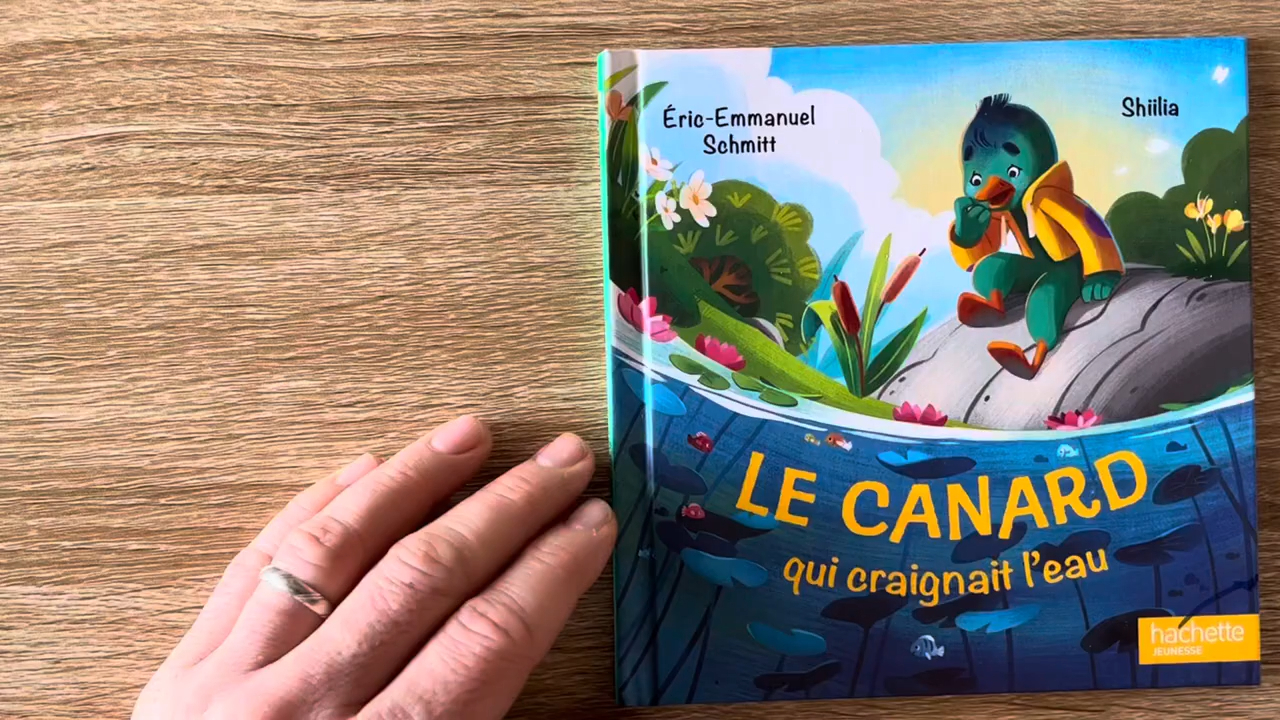 Éric-Emmanuel
Schmitt
Shiilia
LE CANARD
qui craignait l'eau
hachette
JEUNESSE